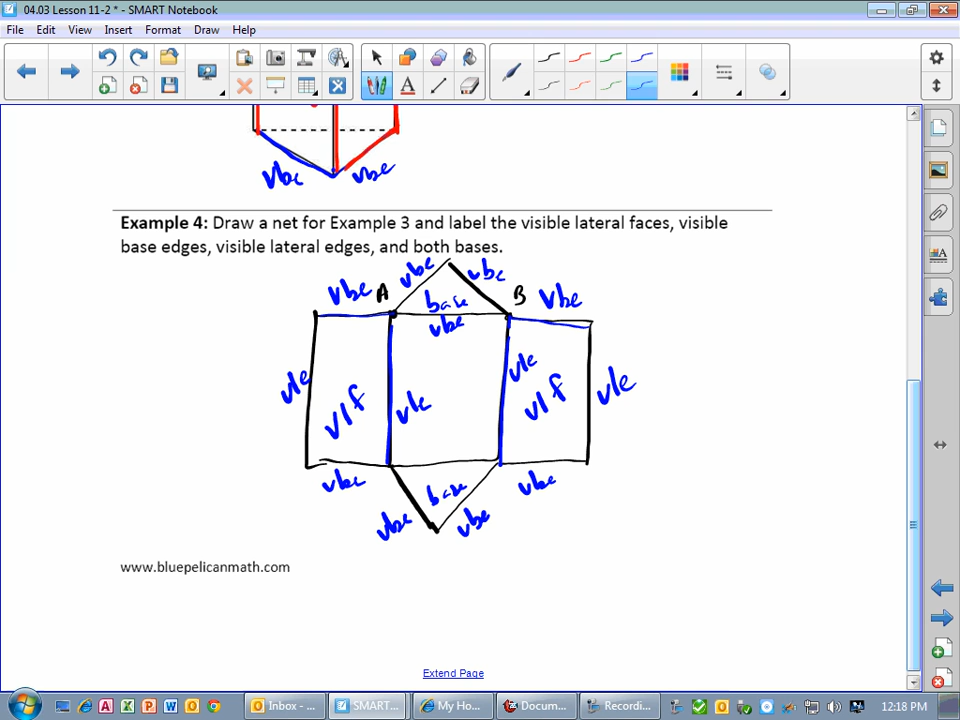 04.03 Lesson 11-2 * - SMART Notebook
File Edit View Insert Format Draw Help
vbe vbe
Example 4: Draw a net for Example 3 and label the visible lateral faces, visible
base edges, visible lateral edges, and both bases.
vbe A vbe vbe B vbe
base
vbe
vle vlf vle vle vlf vle
vbe base vbe
vbe vbe
www.bluepelicanmath.com
Extend Page
Inbox - ... SMART... My Ho... Docum... Recordi... 12:18 PM